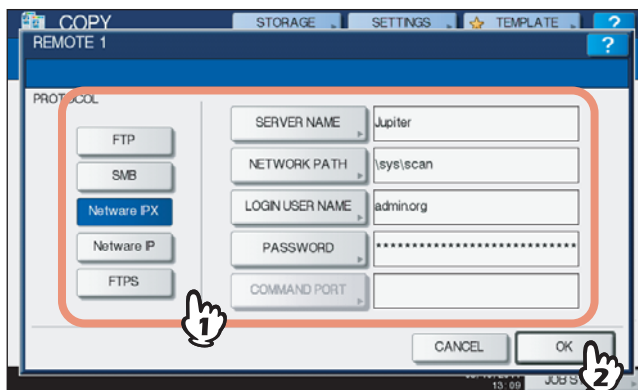 COPY STORAGE SETTINGS TEMPLATE ?
REMOTE 1 ?
PROTOCOL
FTP
SMB
Netware IPX
Netware IP
FTPS
SERVER NAME Jupiter
NETWORK PATH \sys\scan
LOGIN USER NAME admin.org
PASSWORD ******************************
COMMAND PORT
1
CANCEL OK
2
13:09 JOB S